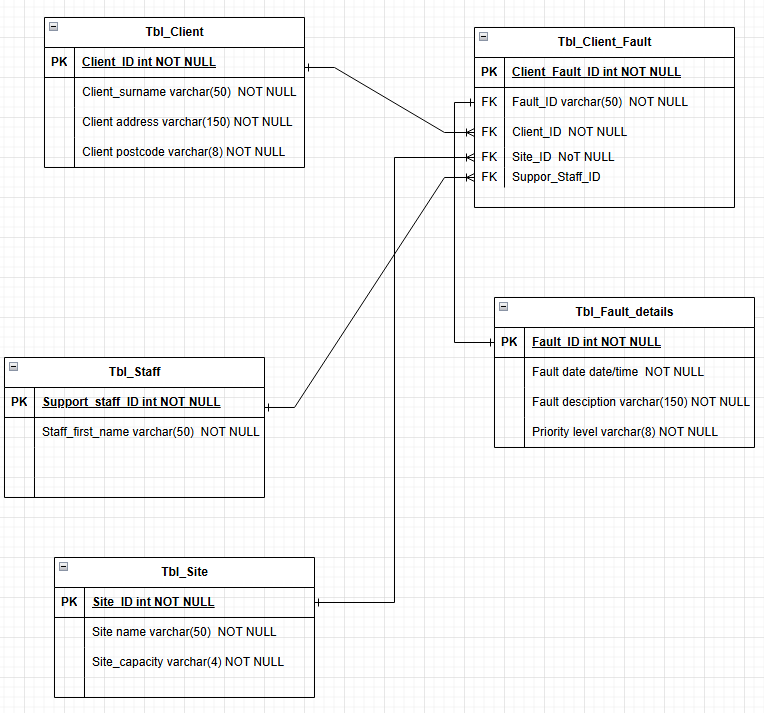 Tbl_Client
PK Client_ID int NOT NULL
Client_surname varchar(50) NOT NULL
Client address varchar(150) NOT NULL
Client postcode varchar(8) NOT NULL
Tbl_Client_Fault
PK Client_Fault_ID int NOT NULL
FK Fault_ID varchar(50) NOT NULL
FK Client_ID NOT NULL
FK Site_ID NoT NULL
FK Suppor_Staff_ID
Tbl_Fault_details
PK Fault_ID int NOT NULL
Fault date date/time NOT NULL
Fault desciption varchar(150) NOT NULL
Priority level varchar(8) NOT NULL
Tbl_Staff
PK Support_staff_ID int NOT NULL
Staff_first_name varchar(50) NOT NULL
Tbl_Site
PK Site_ID int NOT NULL
Site name varchar(50) NOT NULL
Site_capacity varchar(4) NOT NULL